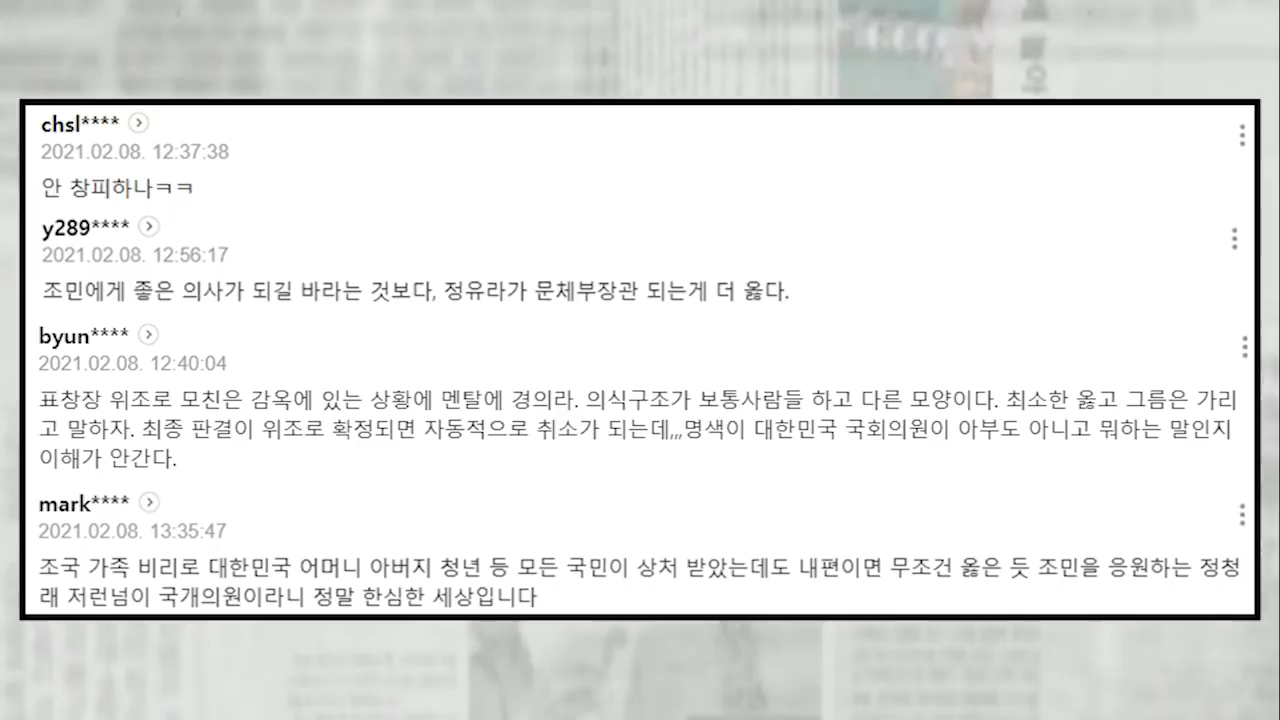 chsl****
2021.02.08. 12:37:38
안 창피하나ㅋㅋ
y289****
2021.02.08. 12:56:17
조민에게 좋은 의사가 되길 바라는 것보다, 정유라가 문체부장관 되는게 더 옳다.
byun****
2021.02.08. 12:40:04
표창장 위조로 모친은 감옥에 있는 상황에 멘탈에 경의라. 의식구조가 보통사람들 하고 다른 모양이다. 최소한 옳고 그름은 가리
고 말하자. 최종 판결이 위조로 확정되면 자동적으로 취소가 되는데,,,명색이 대한민국 국회의원이 아부도 아니고 뭐하는 말인지
이해가 안간다.
mark****
2021.02.08. 13:35:47
조국 가족 비리로 대한민국 어머니 아버지 청년 등 모든 국민이 상처 받았는데도 내편이면 무조건 옳은 듯 조민을 응원하는 정청
래 저런넘이 국개의원이라니 정말 한심한 세상입니다